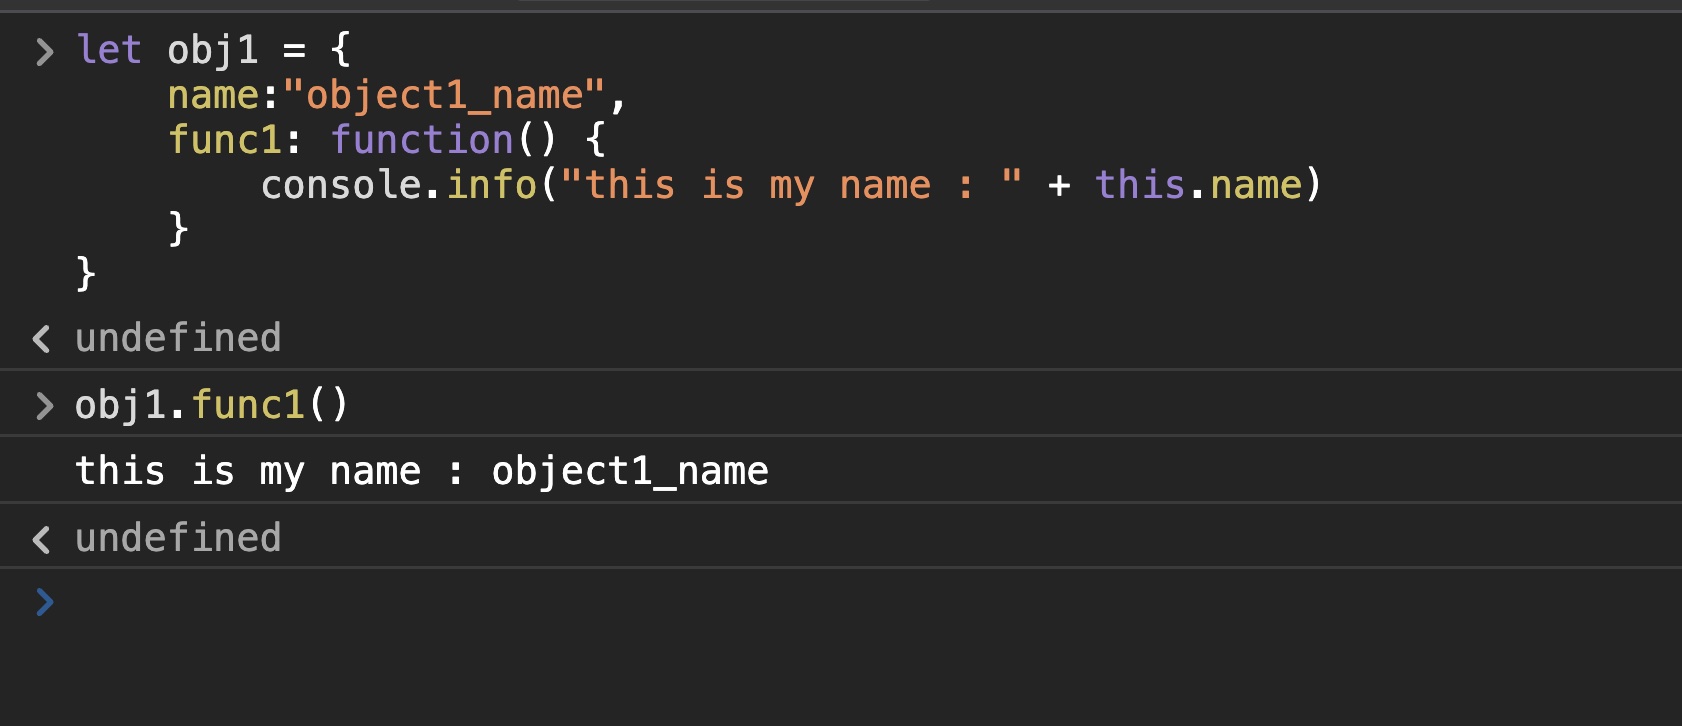 > let obj1 = {
name:"object1_name",
func1: function() {
console.info("this is my name : " + this.name)
}
}
< undefined
> obj1.func1()
this is my name : object1_name
< undefined
>